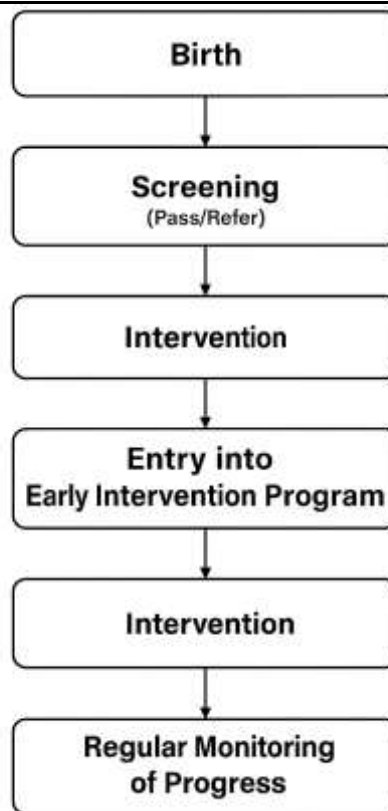 Birth
Screening
(Pass/Refer)
Intervention
Entry into
Early Intervention Program
Intervention
Regular Monitoring
of Progress